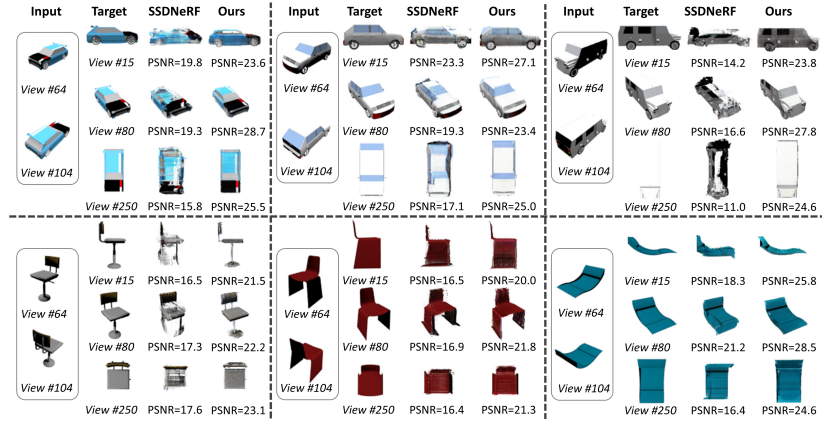 Input Target SSDNeRF Ours
View #64
View #104
View #15 PSNR=19.8 PSNR=23.6
View #80 PSNR=19.3 PSNR=28.7
View #250 PSNR=15.8 PSNR=25.5
Input Target SSDNeRF Ours
View #64
View #104
View #15 PSNR=23.3 PSNR=27.1
View #80 PSNR=19.3 PSNR=23.4
View #250 PSNR=17.1 PSNR=25.0
Input Target SSDNeRF Ours
View #64
View #104
View #15 PSNR=14.2 PSNR=23.8
View #80 PSNR=16.6 PSNR=27.8
View #250 PSNR=11.0 PSNR=24.6
View #64
View #104
View #15 PSNR=16.5 PSNR=21.5
View #80 PSNR=17.3 PSNR=22.2
View #250 PSNR=17.6 PSNR=23.1
View #64
View #104
View #15 PSNR=16.5 PSNR=20.0
View #80 PSNR=16.9 PSNR=21.8
View #250 PSNR=16.4 PSNR=21.3
View #64
View #104
View #15 PSNR=18.3 PSNR=25.8
View #80 PSNR=21.2 PSNR=28.5
View #250 PSNR=16.4 PSNR=24.6